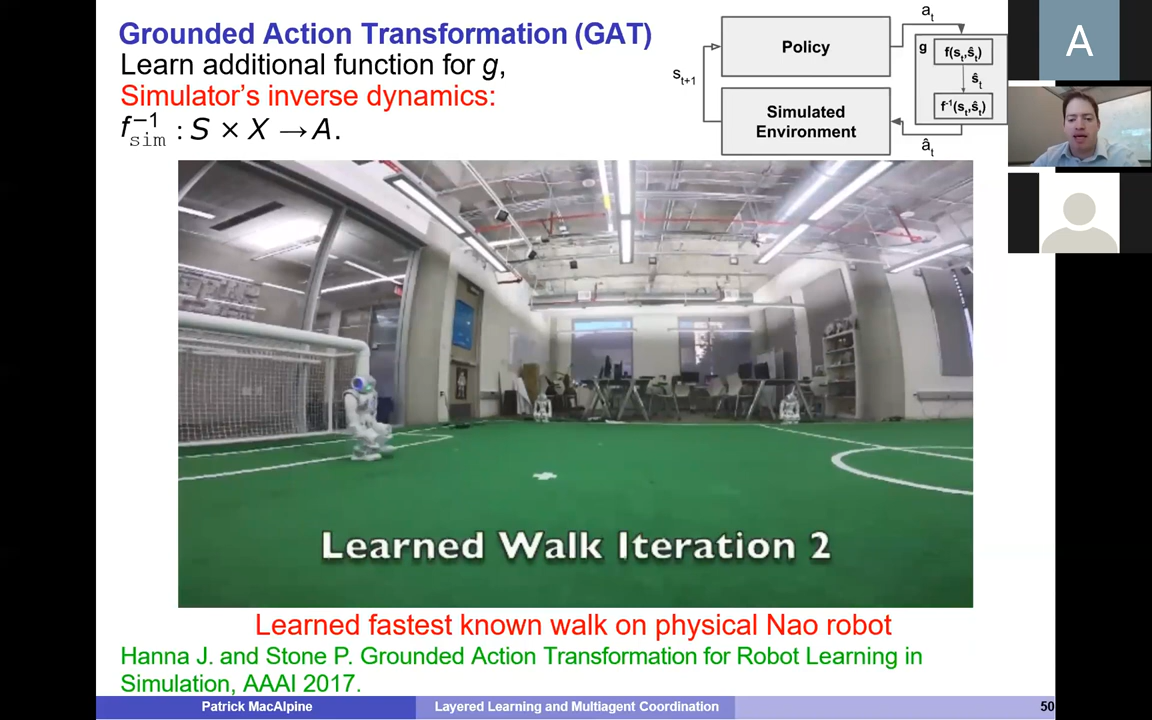 Grounded Action Transformation (GAT)
Learn additional function for g,
Simulator's inverse dynamics:
f⁻¹sim : S × X → A.
Policy
Simulated
Environment
sₜ₊₁
aₜ
g
f(sₜ,ŝₜ)
ŝₜ
f⁻¹(sₜ,ŝₜ)
âₜ
A
Learned Walk Iteration 2
Learned fastest known walk on physical Nao robot
Hanna J. and Stone P. Grounded Action Transformation for Robot Learning in
Simulation, AAAI 2017.
Patrick MacAlpine
Layered Learning and Multiagent Coordination
50